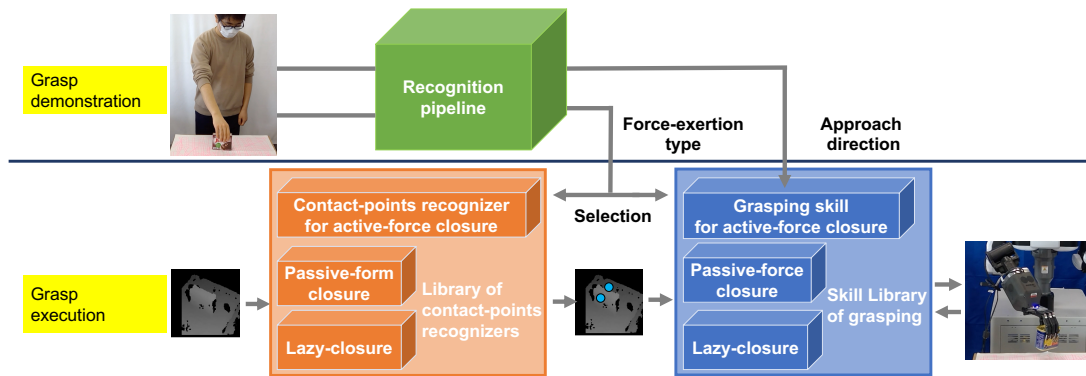 Grasp
demonstration
Recognition
pipeline
Force-exertion
type
Approach
direction
Contact-points recognizer
for active-force closure
Selection
Grasping skill
for active-force closure
Grasp
execution
Passive-form
closure
Library of
contact-points
recognizers
Lazy-closure
Passive-force
closure
Skill Library
of grasping
Lazy-closure